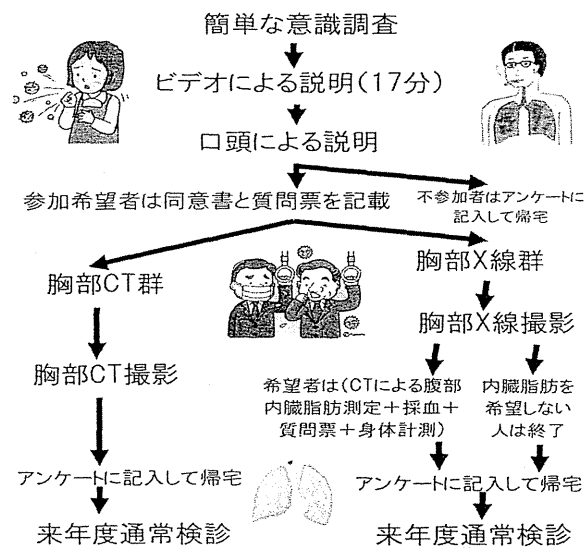 簡単な意識調査
ビデオによる説明(17分)
口頭による説明
参加希望者は同意書と質問票を記載
不参加者はアンケートに
記入して帰宅
胸部CT群
胸部CT撮影
アンケートに記入して帰宅
来年度通常検診
胸部X線群
胸部X線撮影
希望者は(CTによる腹部
内臓脂肪測定+採血+
質問票+身体計測)
内臓脂肪を
希望しない
人は終了
アンケートに記入して帰宅
来年度通常検診